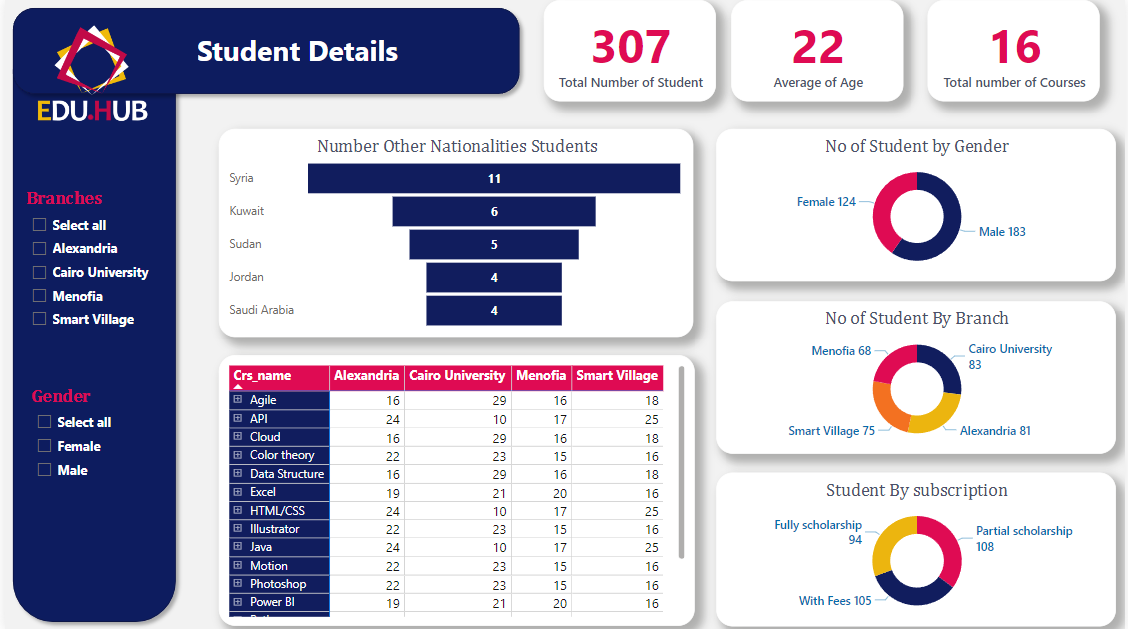 Student Details
EDU.HUB
307
Total Number of Student
22
Average of Age
16
Total number of Courses
Branches
Select all
Alexandria
Cairo University
Menofia
Smart Village
Gender
Select all
Female
Male
Number Other Nationalities Students
Syria 11
Kuwait 6
Sudan 5
Jordan 4
Saudi Arabia 4
Crs_name Alexandria Cairo University Menofia Smart Village
Agile 16 29 16 18
API 24 10 17 25
Cloud 16 29 16 18
Color theory 22 23 15 16
Data Structure 16 29 16 18
Excel 19 21 20 16
HTML/CSS 24 10 17 25
Illustrator 22 23 15 16
Java 24 10 17 25
Motion 22 23 15 16
Photoshop 22 23 15 16
Power BI 19 21 20 16
No of Student by Gender
Female 124
Male 183
No of Student By Branch
Menofia 68
Cairo University
83
Smart Village 75
Alexandria 81
Student By subscription
Fully scholarship
94
Partial scholarship
108
With Fees 105